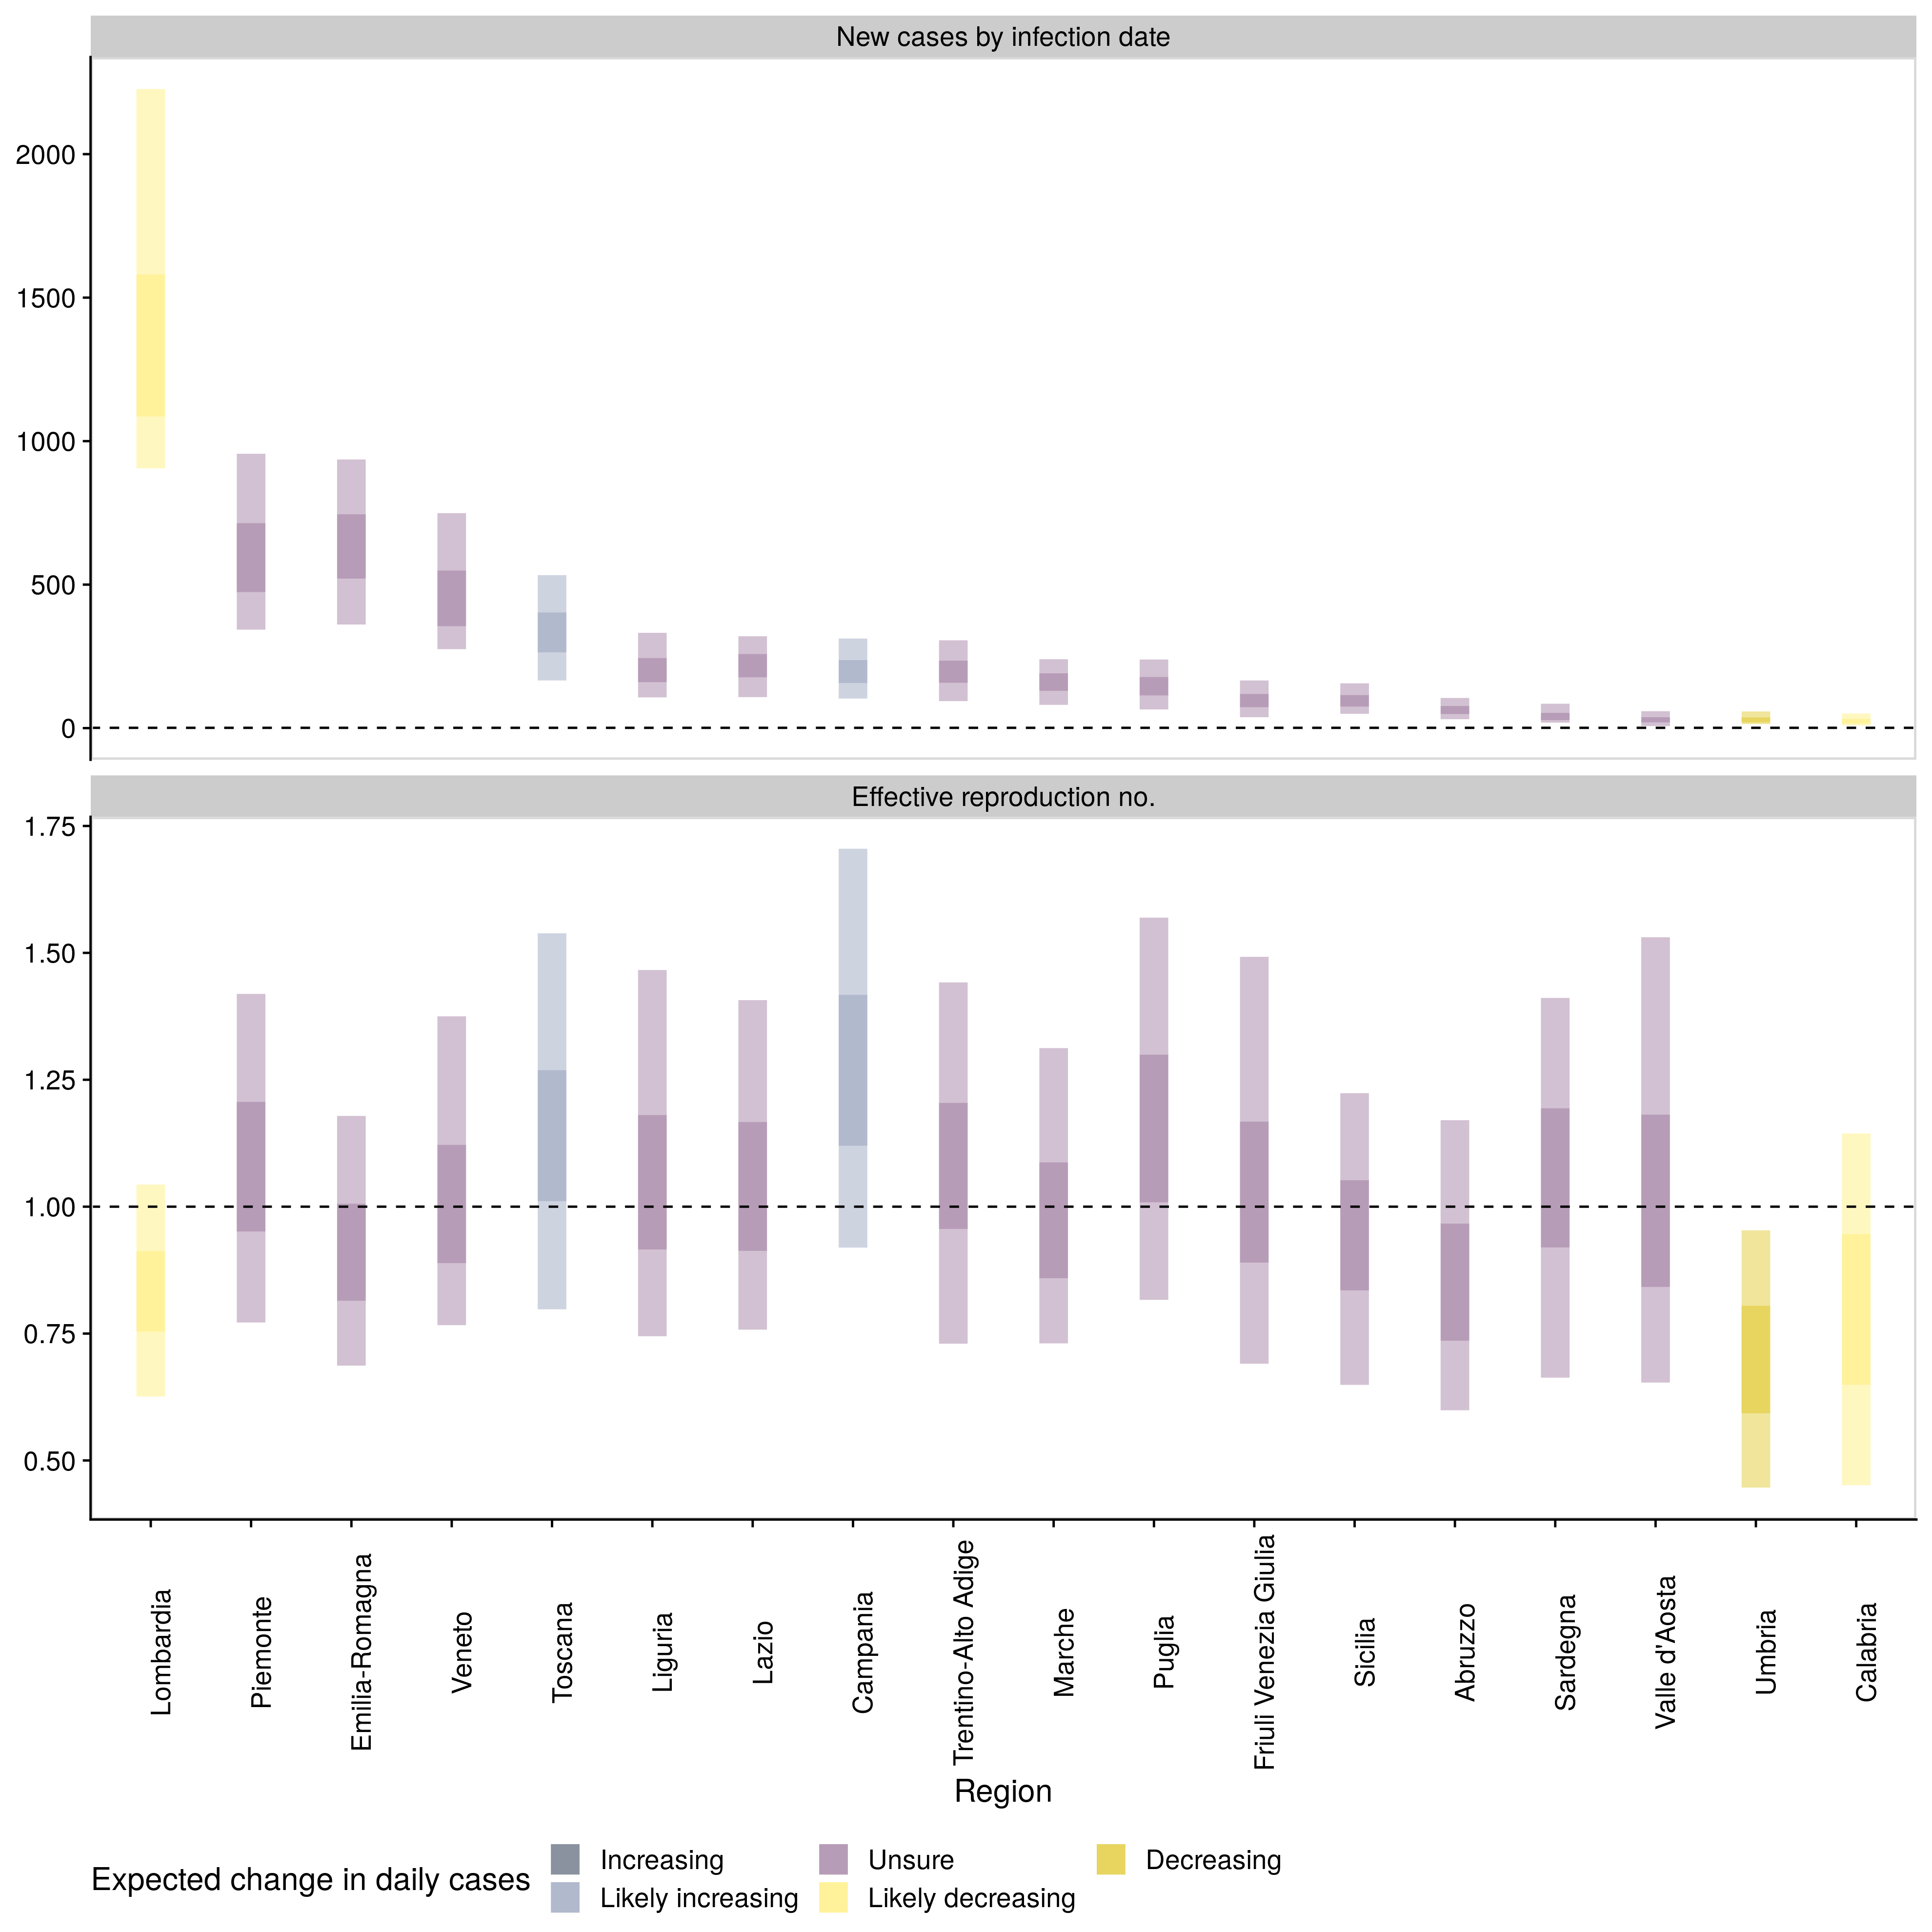 New cases by infection date
2000
1500
1000
500
0
Effective reproduction no.
1.75
1.50
1.25
1.00
0.75
0.50
Lombardia
Piemonte
Emilia-Romagna
Veneto
Toscana
Liguria
Lazio
Campania
Trentino-Alto Adige
Marche
Puglia
Friuli Venezia Giulia
Sicilia
Abruzzo
Sardegna
Valle d'Aosta
Umbria
Calabria
Region
Expected change in daily cases
Increasing
Unsure
Decreasing
Likely increasing
Likely decreasing